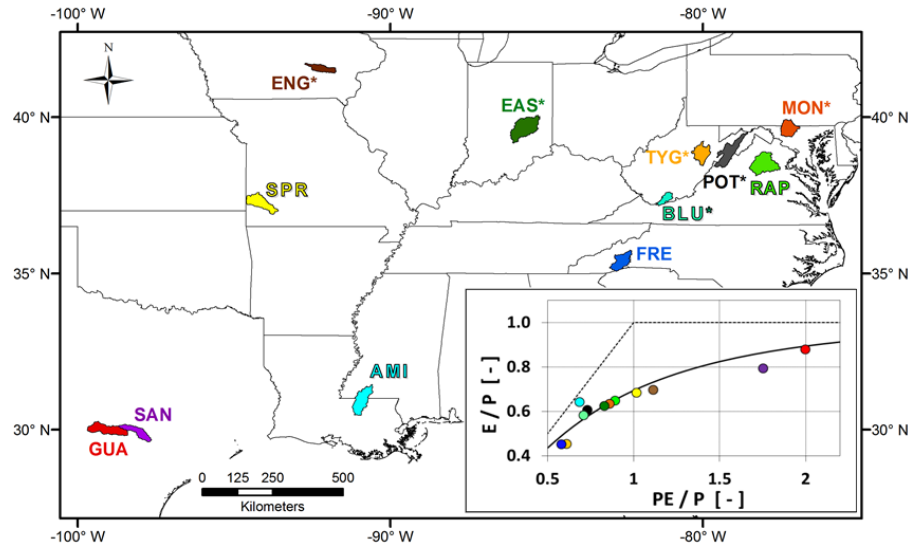 -100° W -90° W -80° W
N
ENG*
EAS*
MON*
40° N 40° N
TYG*
POT*
RAP
SPR
BLU*
FRE
35° N 35° N
AMI
SAN
GUA
30° N 30° N
0 125 250 500
Kilometers
1.0
0.8
0.6
0.4
E / P [ - ]
0.5 1 1.5 2
PE / P [ - ]
-100° W -90° W -80° W